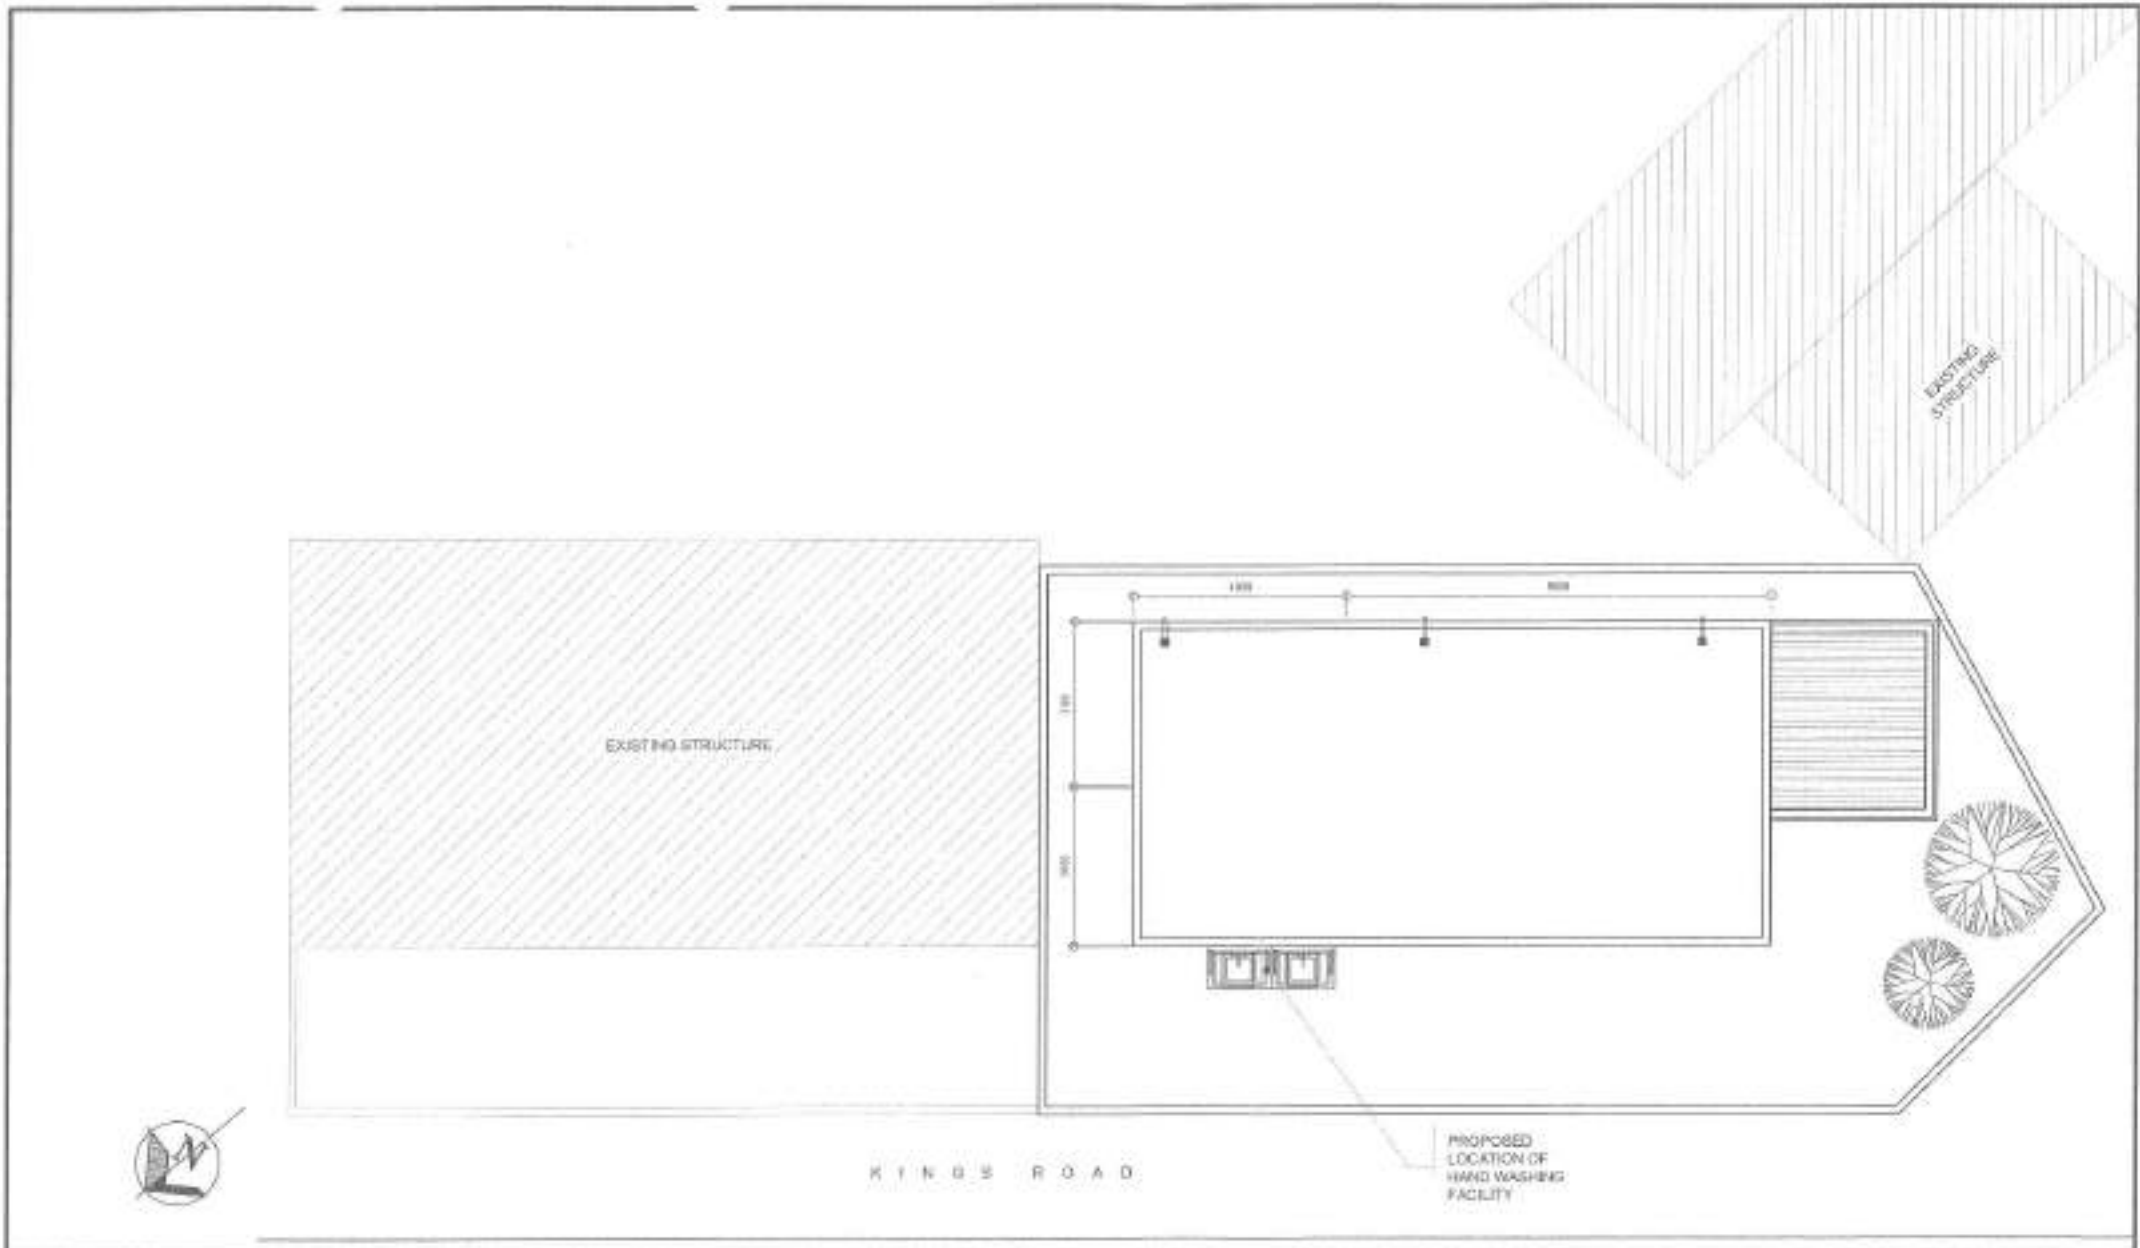 EXISTING
STRUCTURE
EXISTING STRUCTURE
N
KINGS ROAD
PROPOSED
LOCATION OF
HAND WASHING
FACILITY